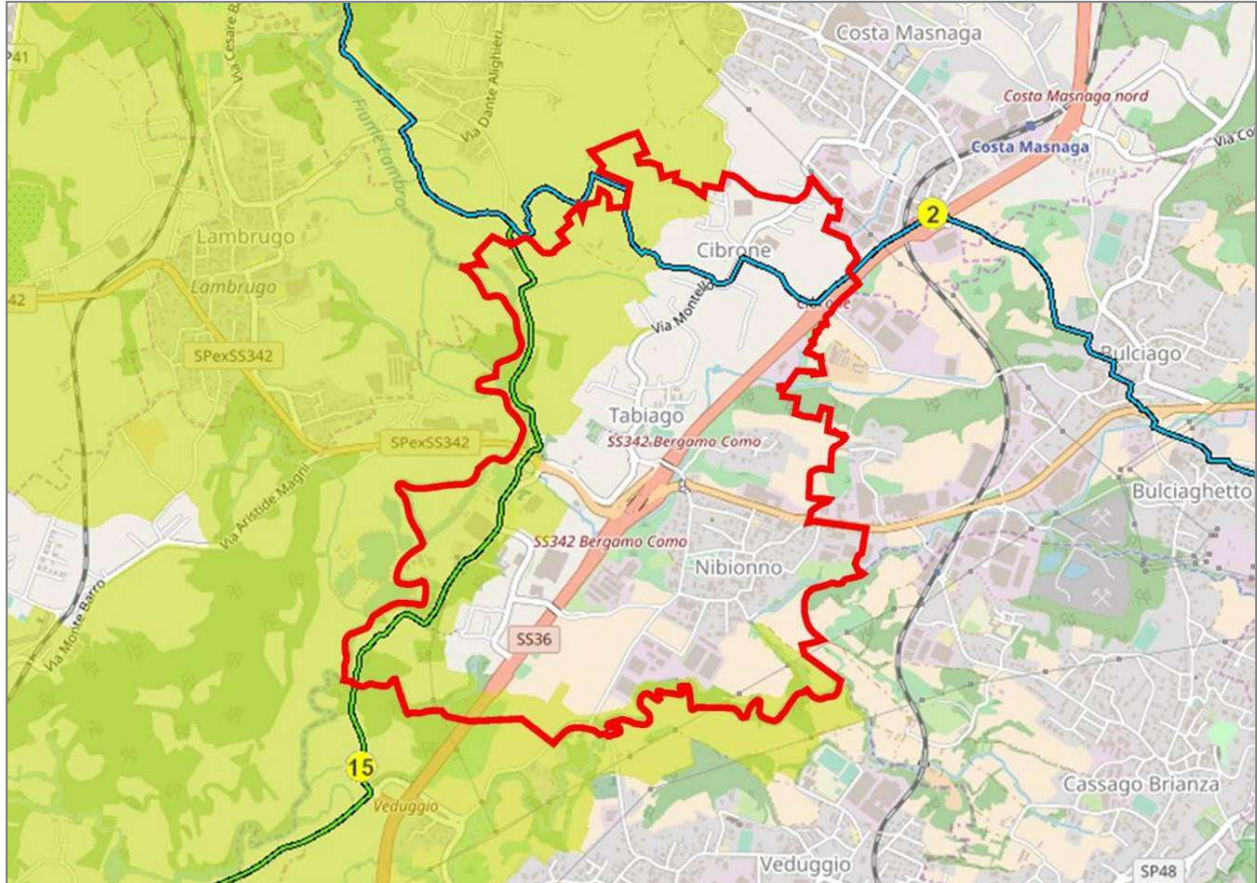 Costa Masnaga
P41
Via Cesare B
Via Dante Alighieri
Costa Masnaga nord
Costa Masnaga
Via Co
Fiume Lambro
2
Lambrugo
Cibrone
Lambrugo
42
Via Montello
SPexSS342
Bulciago
Tabiago
SPexSS342
SS342 Bergamo Como
Via Aristide Magni
Bulciaghetto
SS342 Bergamo Como
Nibionno
Via Monte Barro
SS36
15
Cassago Brianza
Veduggio
Veduggio
SP48